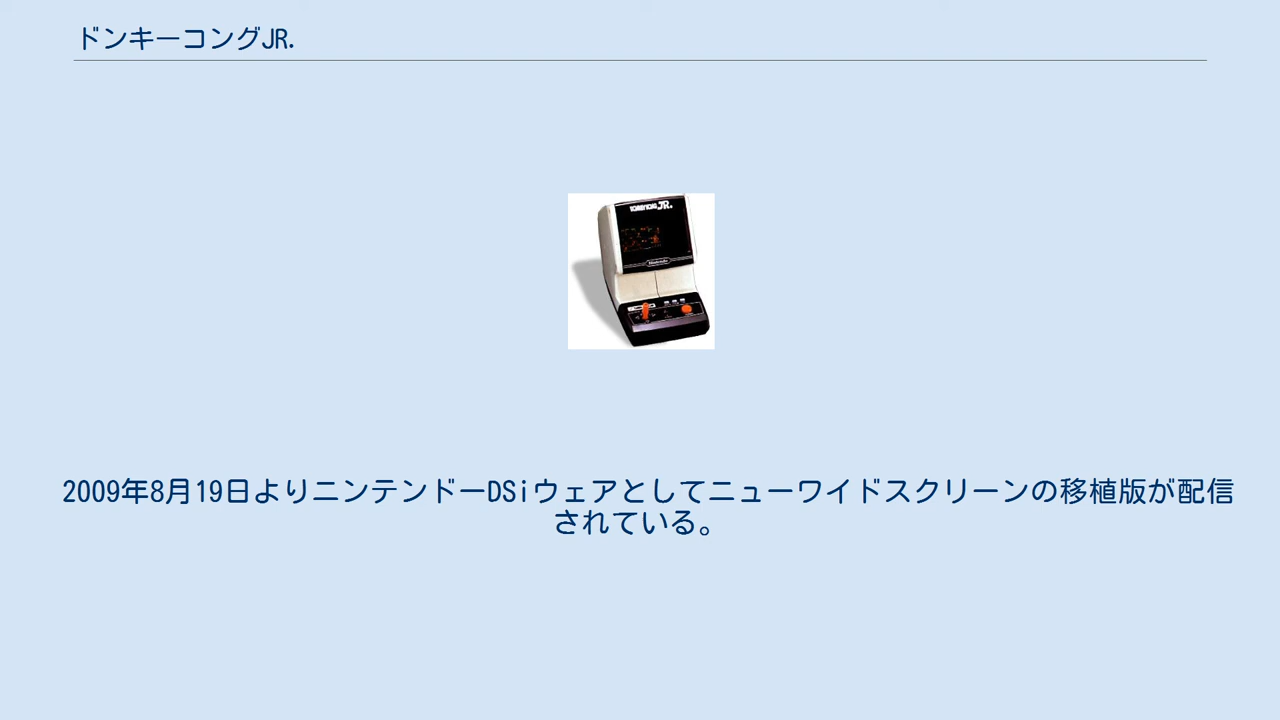 ドンキーコングJR.
JR.
Nintendo
2009年8月19日よりニンテンドーDSiウェアとしてニューワイドスクリーンの移植版が配信
されている。